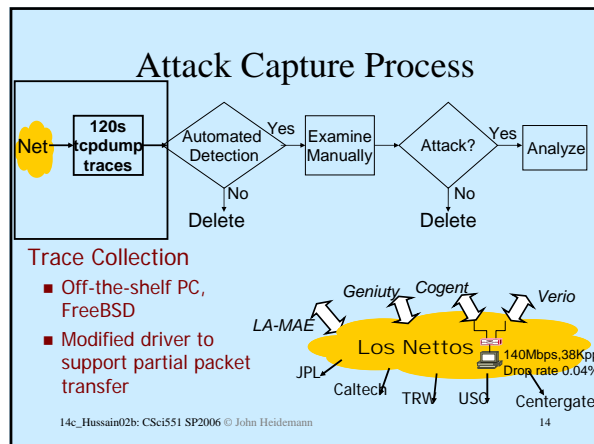 Attack Capture Process
Net
120s
tcpdump
traces
Automated
Detection
Yes
No
Delete
Examine
Manually
Attack?
Yes
No
Delete
Analyze
Trace Collection
■ Off-the-shelf PC,
FreeBSD
■ Modified driver to
support partial packet
transfer
LA-MAE
Genuity
Cogent
Verio
Los Nettos
140Mbps,38Kpp
Drop rate 0.04%
JPL
Caltech
TRW
USC
Centergate
14c_Hussain02b: CSci551 SP2006 © John Heidemann
14